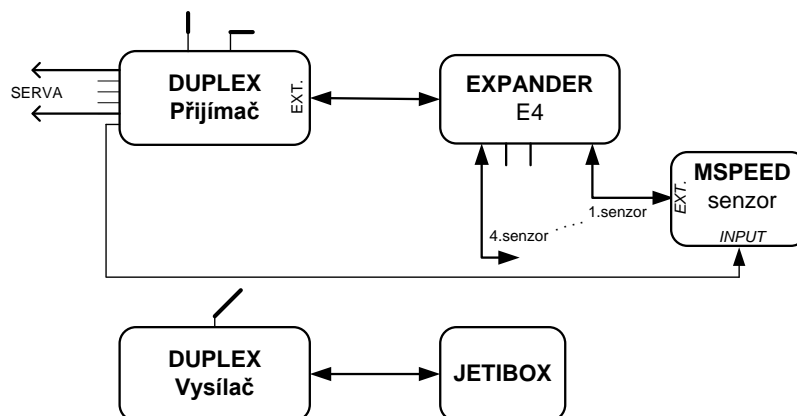 DUPLEX
Přijímač
SERVA
EXT.
EXPANDER
E4
MSPEED
senzor
EXT.
INPUT
1.senzor
4.senzor
DUPLEX
Vysílač
JETIBOX